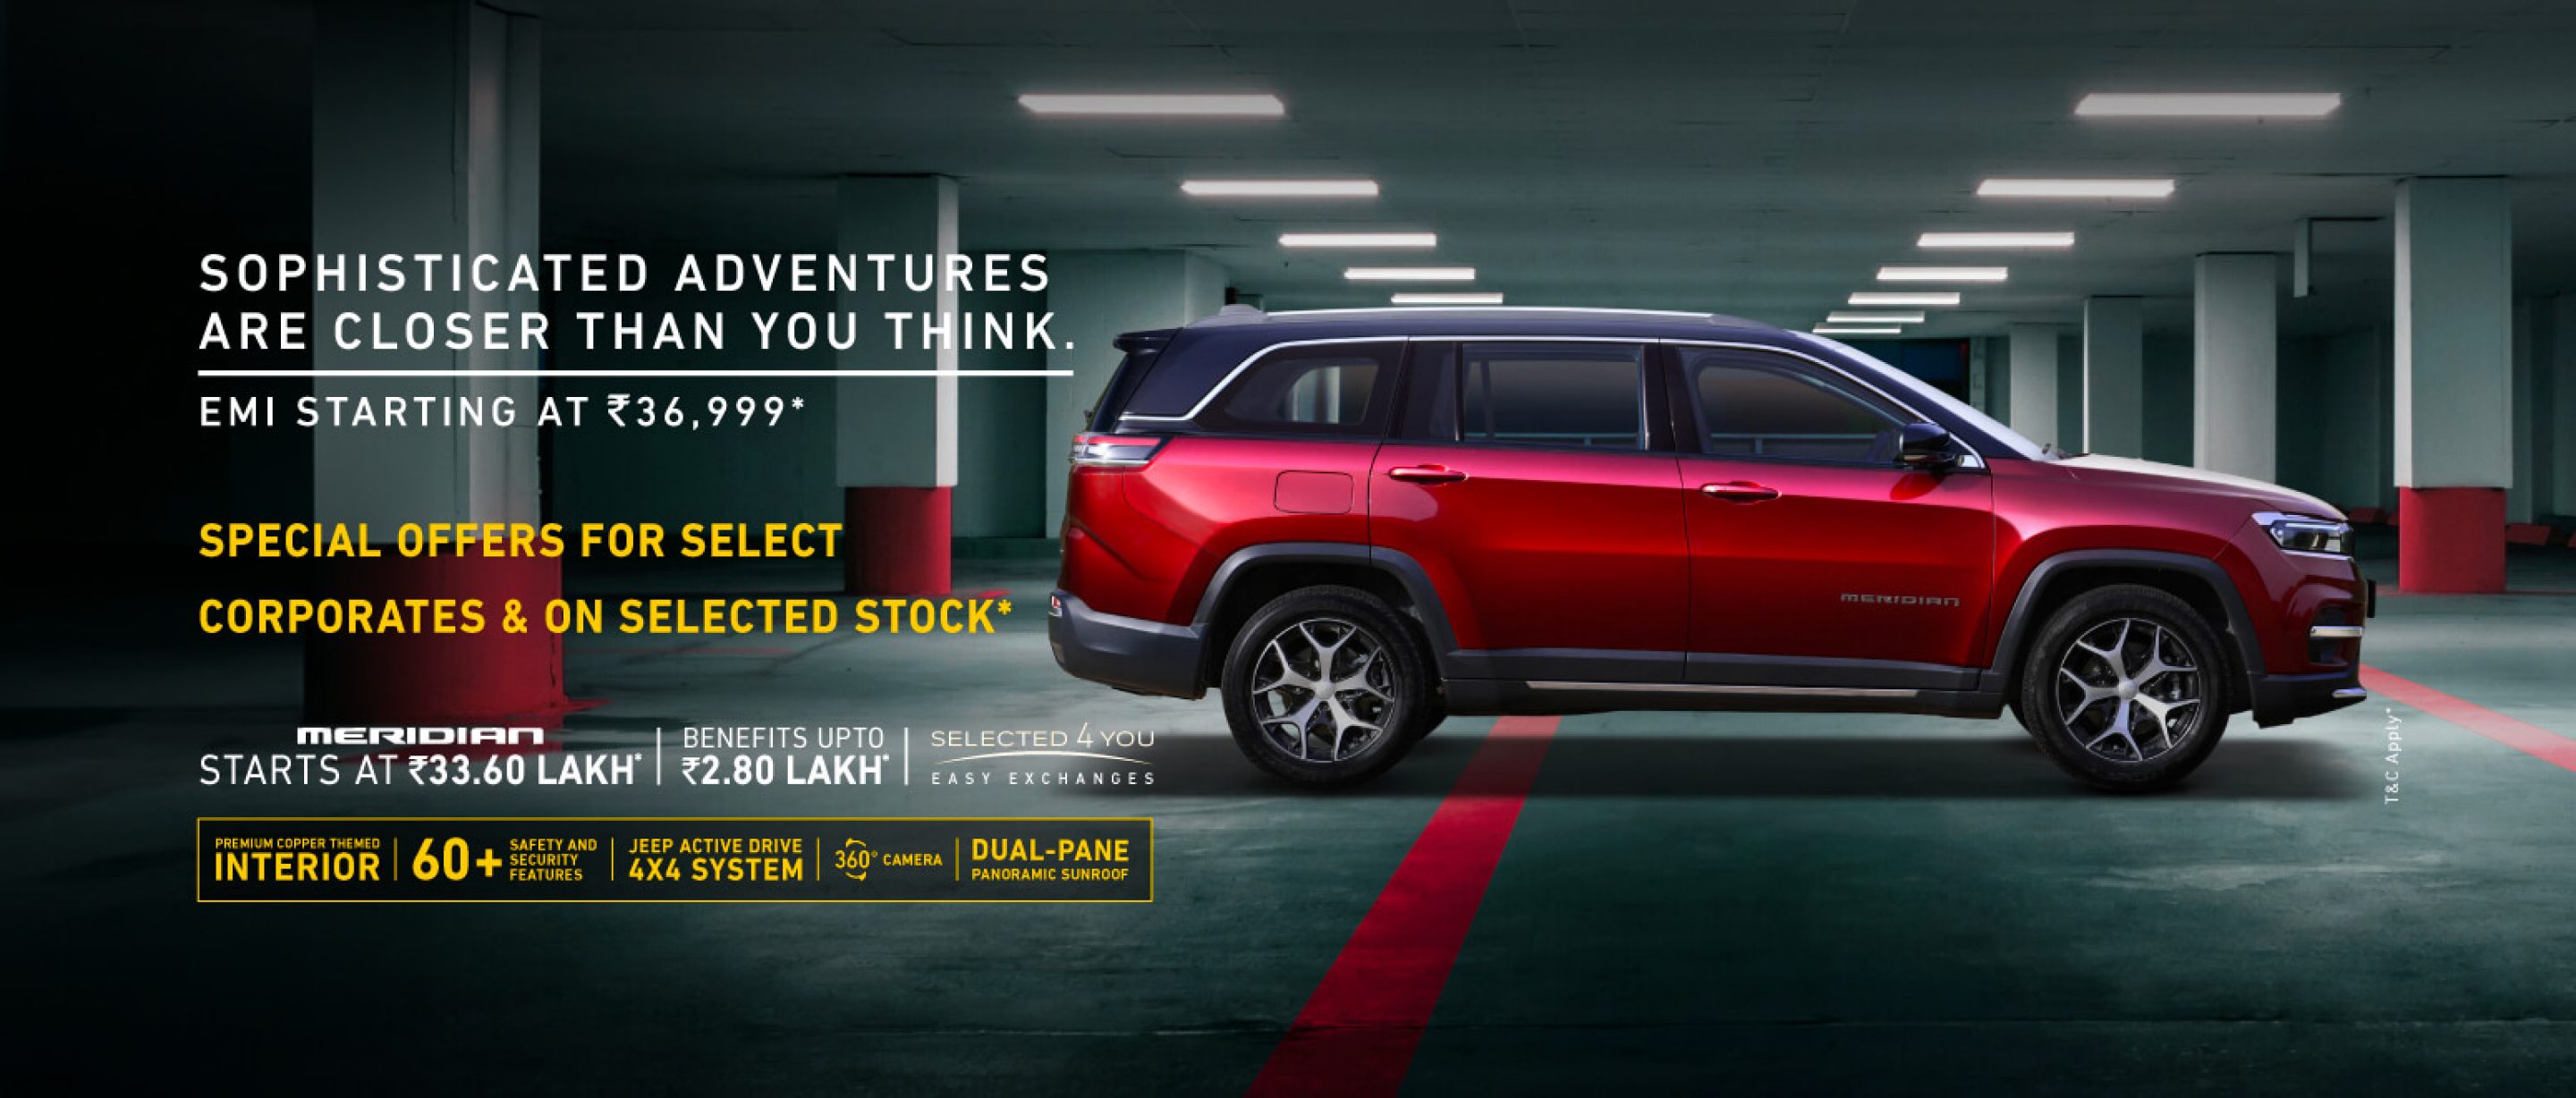 SOPHISTICATED ADVENTURES
ARE CLOSER THAN YOU THINK.
EMI STARTING AT ₹36,999*
SPECIAL OFFERS FOR SELECT
CORPORATES & ON SELECTED STOCK*
MERIDIAN
STARTS AT ₹33.60 LAKH*
BENEFITS UPTO
₹2.80 LAKH*
SELECTED 4 YOU
EASY EXCHANGES
PREMIUM COPPER THEMED
INTERIOR
60+
SAFETY AND
SECURITY
FEATURES
JEEP ACTIVE DRIVE
4X4 SYSTEM
360° CAMERA
DUAL-PANE
PANORAMIC SUNROOF
MERIDIAN
T&C Apply*